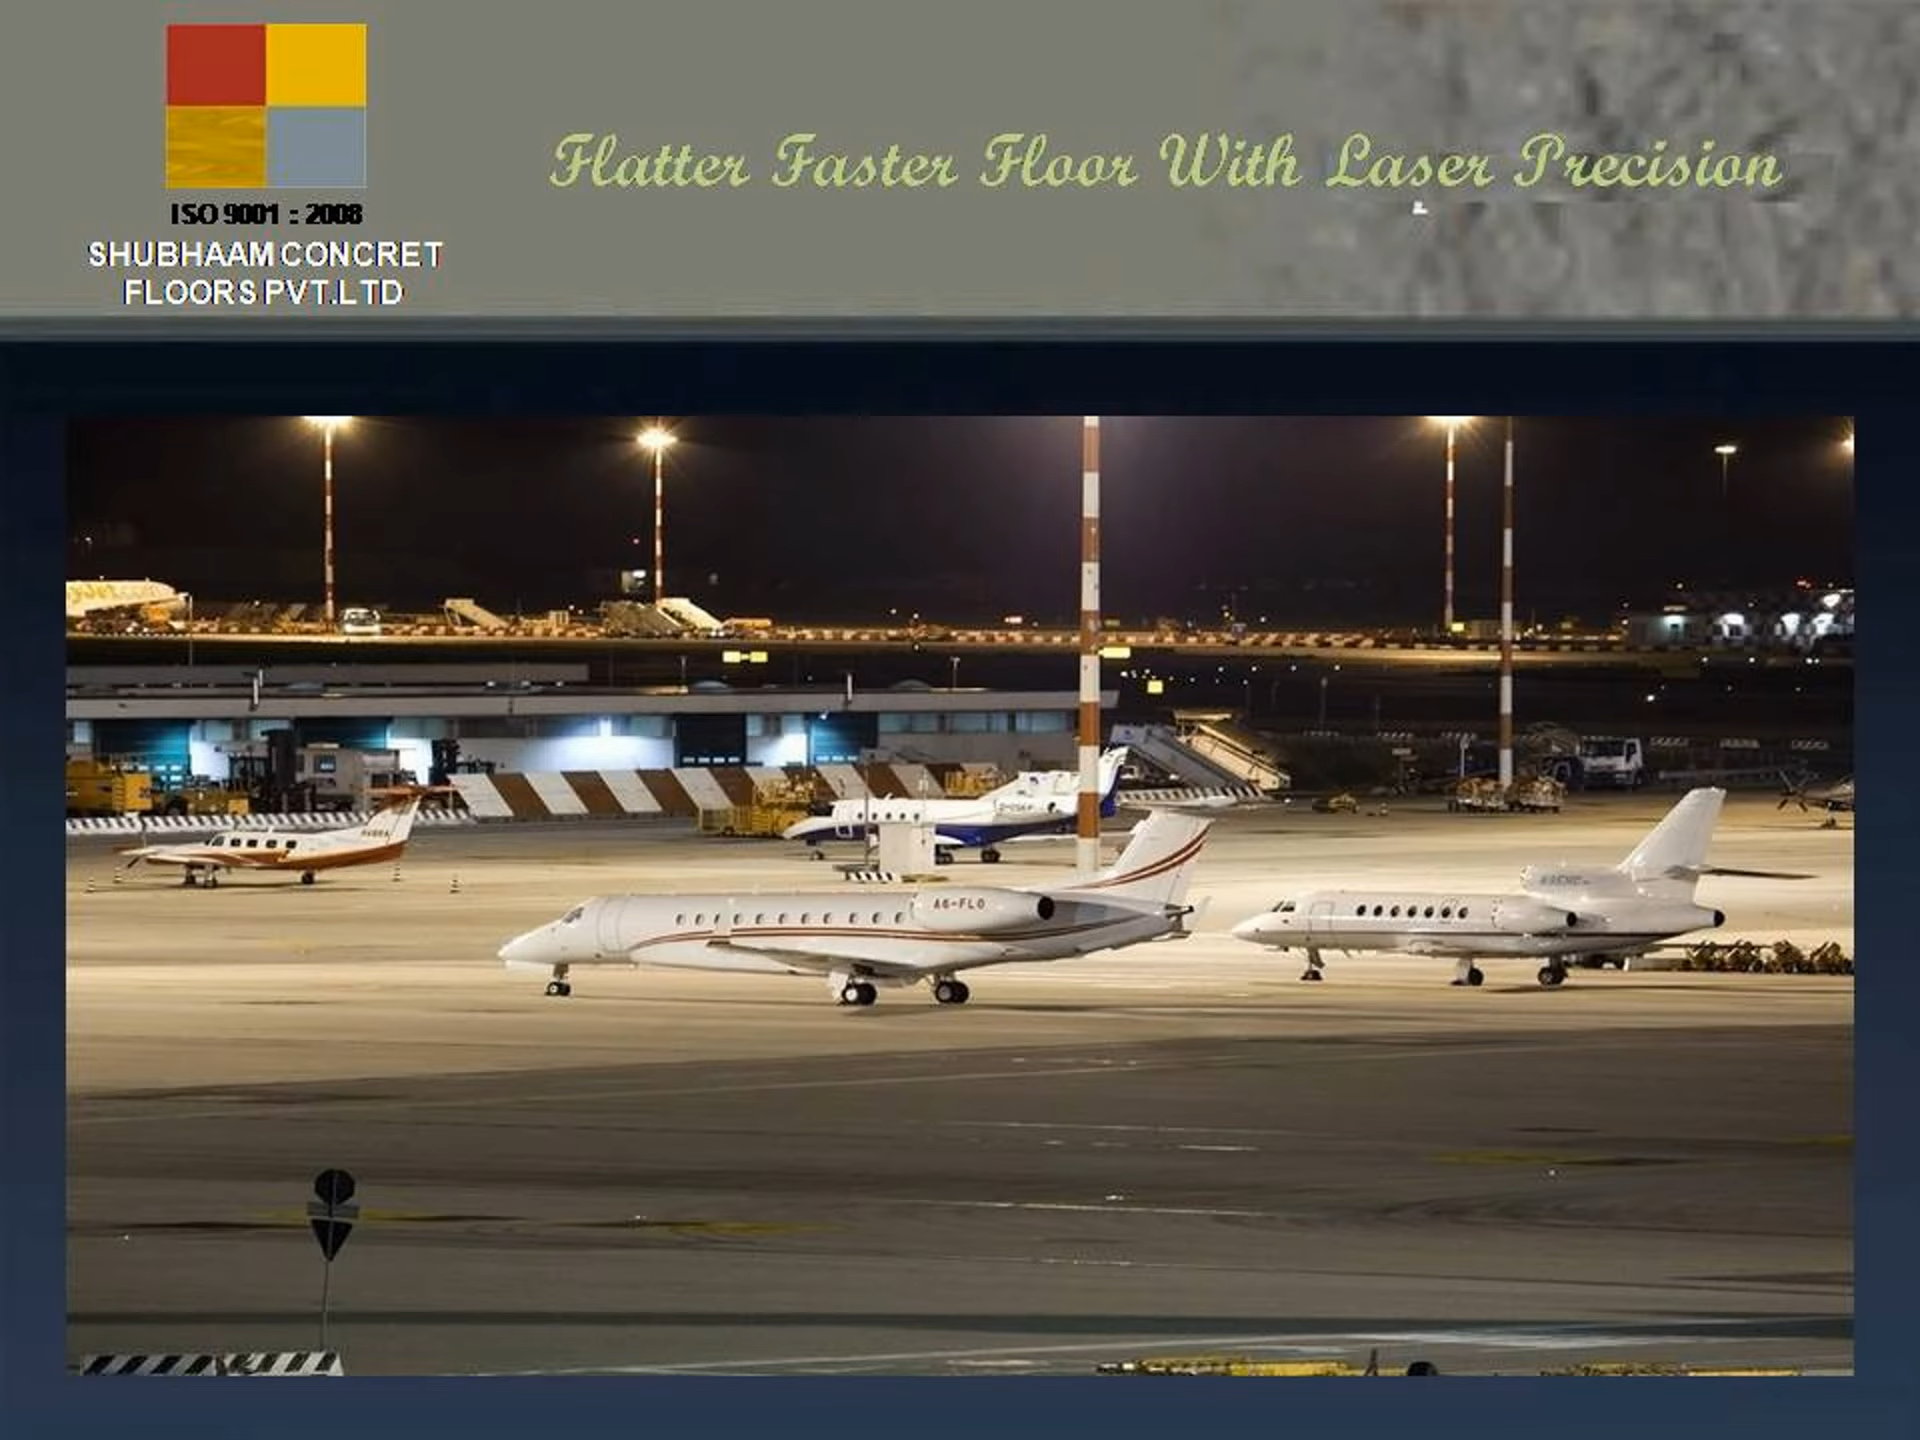 ISO 9001 : 2008
SHUBHAAM CONCRET
FLOORS PVT.LTD
Flatter Faster Floor With Laser Precision
A6-FLO